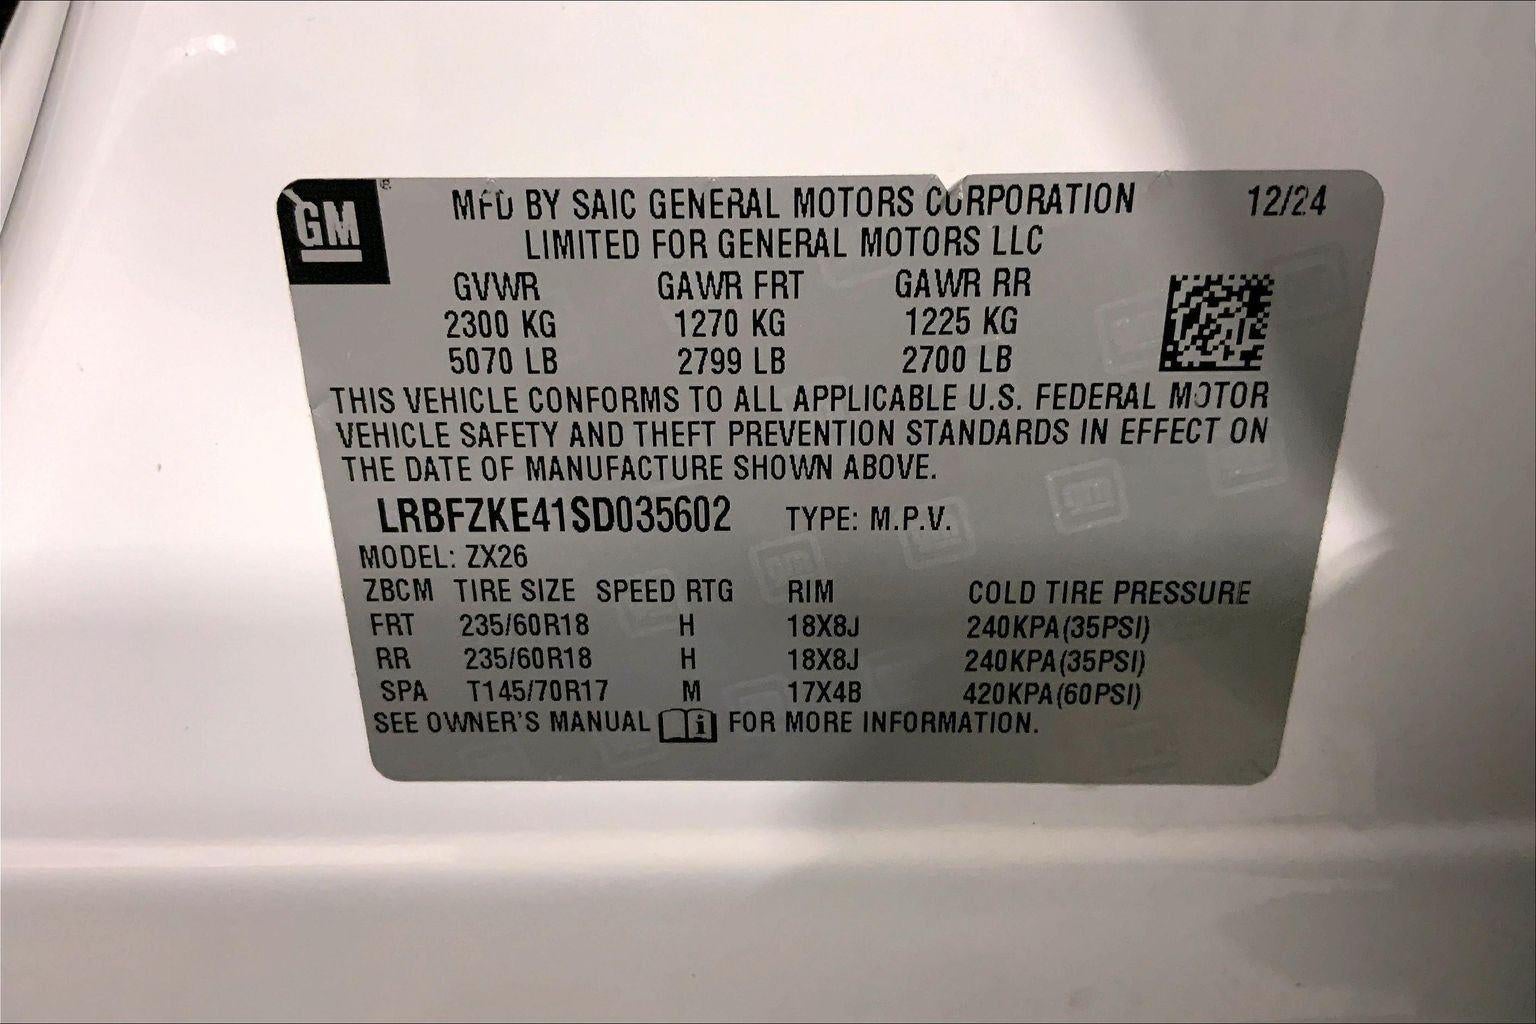 GM ®
MFD BY SAIC GENERAL MOTORS CORPORATION 12/24
LIMITED FOR GENERAL MOTORS LLC
GVWR GAWR FRT GAWR RR
2300 KG 1270 KG 1225 KG
5070 LB 2799 LB 2700 LB
THIS VEHICLE CONFORMS TO ALL APPLICABLE U.S. FEDERAL MOTOR
VEHICLE SAFETY AND THEFT PREVENTION STANDARDS IN EFFECT ON
THE DATE OF MANUFACTURE SHOWN ABOVE.
LRBFZKE41SD035602 TYPE: M.P.V.
MODEL: ZX26
ZBCM TIRE SIZE SPEED RTG RIM COLD TIRE PRESSURE
FRT 235/60R18 H 18X8J 240KPA(35PSI)
RR 235/60R18 H 18X8J 240KPA(35PSI)
SPA T145/70R17 M 17X4B 420KPA(60PSI)
SEE OWNER'S MANUAL i FOR MORE INFORMATION.